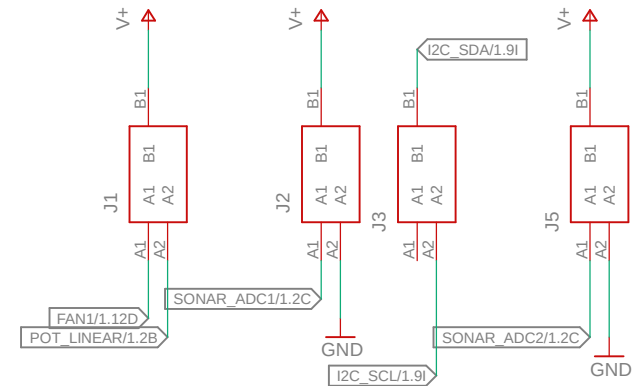 V+
V+
V+
I2C_SDA/1.9I
B1
B1
B1
B1
B1
B1
B1
B1
J1
A1
A2
J2
A1
A2
J3
A1
A2
J5
A1
A2
A1
A2
A1
A2
A1
A2
A1
A2
SONAR_ADC1/1.2C
FAN1/1.12D
POT_LINEAR/1.2B
SONAR_ADC2/1.2C
GND
GND
I2C_SCL/1.9I